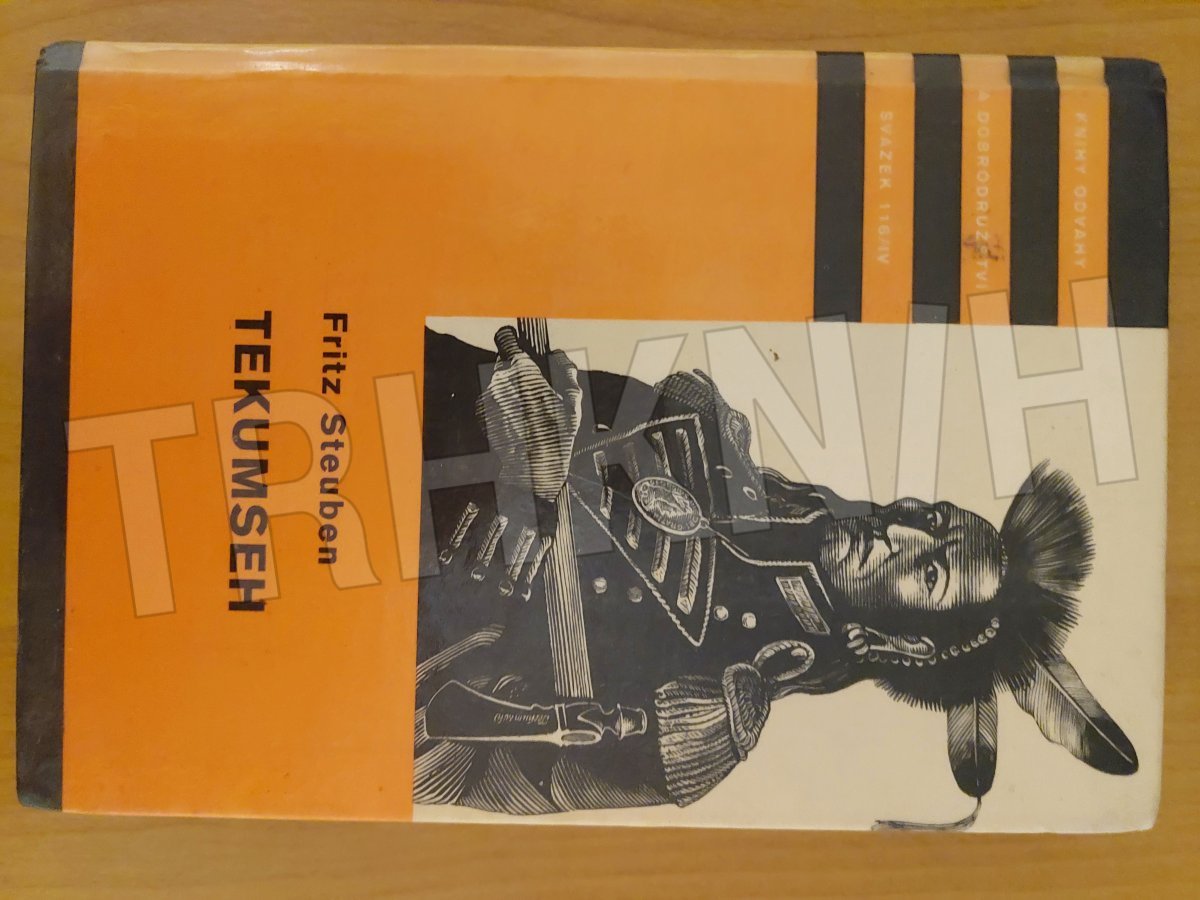 KNIHY ODVAHY
A DOBRODRUŽSTVÍ
SVAZEK 116/IV
Fritz Steuben
TEKUMSEH
TRHKNIH